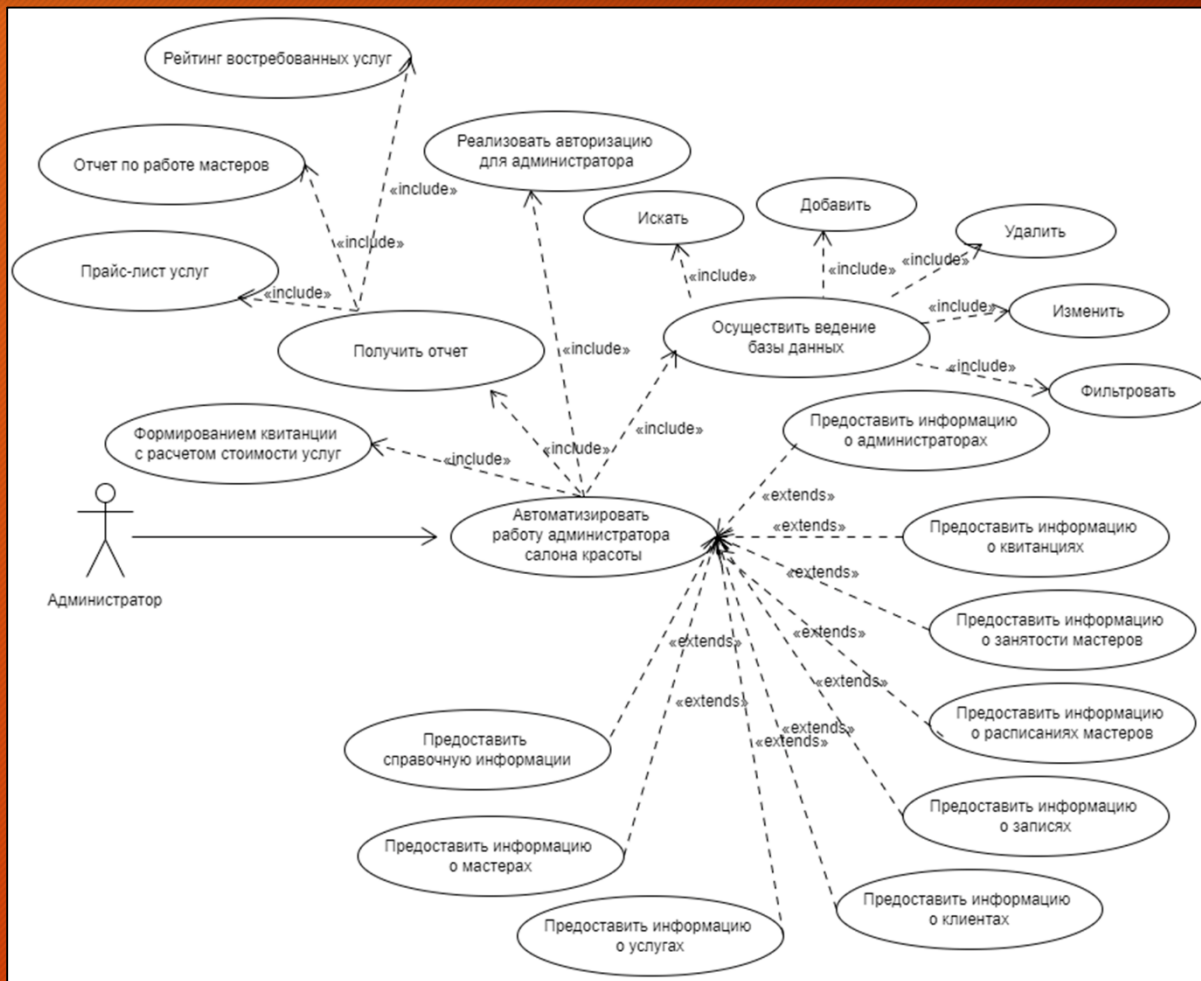 Рейтинг востребованных услуг
Реализовать авторизацию
для администратора
Отчет по работе мастеров
«include»
Искать
Добавить
Удалить
«include»
Прайс-лист услуг
«include»
«include»
«include»
«include»
«include»
Изменить
Получить отчет
«include»
Осуществить ведение
базы данных
«include»
Фильтровать
Формированием квитанции
с расчетом стоимости услуг
«include»
«include»
«include»
Предоставить информацию
о администраторах
«extends»
Администратор
Автоматизировать
работу администратора
салона красоты
«extends»
Предоставить информацию
о квитанциях
«extends»
Предоставить информацию
о занятости мастеров
«extends»
«extends»
«extends»
Предоставить информацию
о расписаниях мастеров
«extends»
«extends»
«extends»
Предоставить
справочную информации
Предоставить информацию
о записях
Предоставить информацию
о мастерах
Предоставить информацию
о клиентах
Предоставить информацию
о услугах